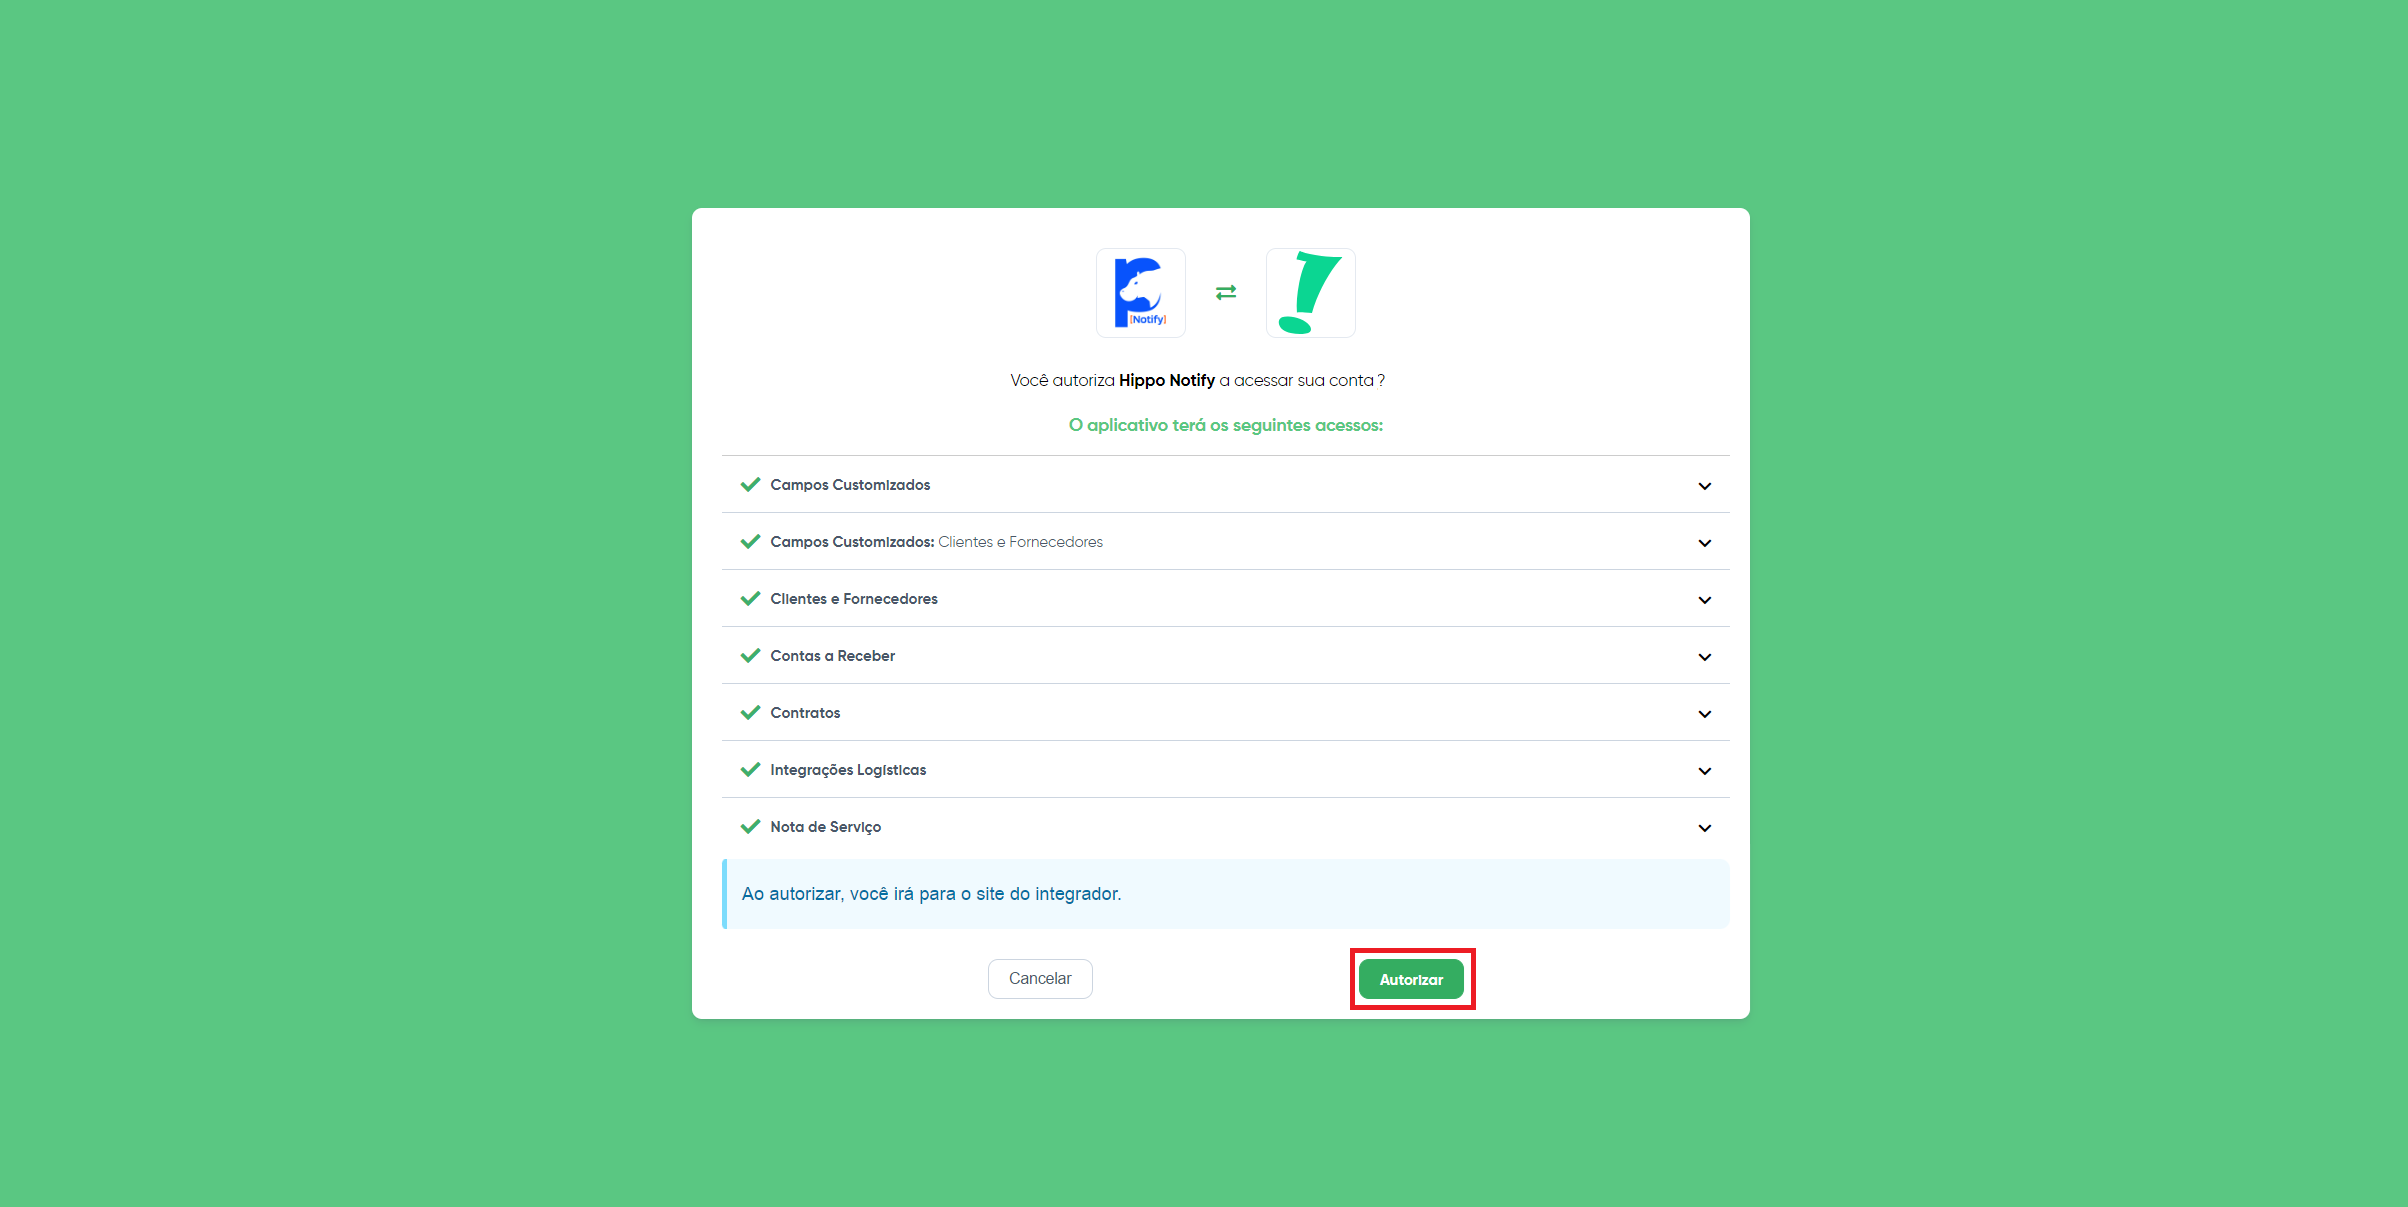 {Notify}
Você autoriza Hippo Notify a acessar sua conta ?
O aplicativo terá os seguintes acessos:
Campos Customizados
Campos Customizados: Clientes e Fornecedores
Clientes e Fornecedores
Contas a Receber
Contratos
Integrações Logísticas
Nota de Serviço
Ao autorizar, você irá para o site do integrador.
Cancelar
Autorizar